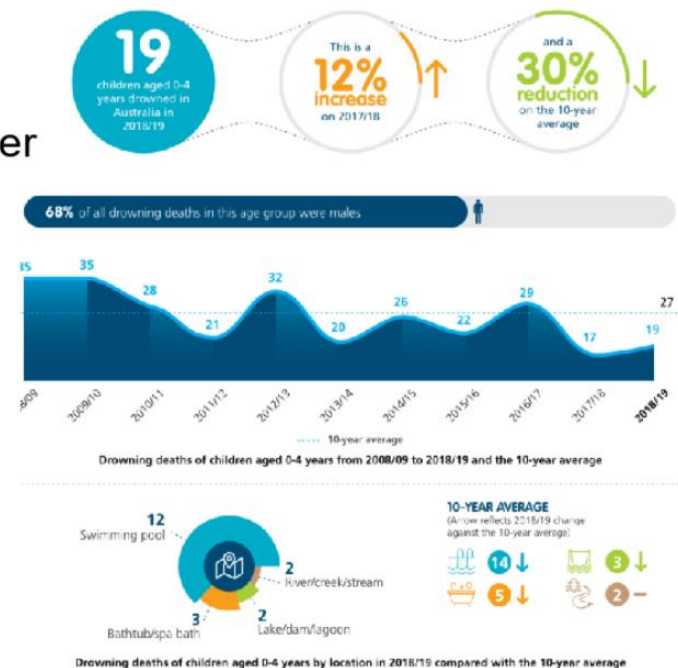 19
children aged 0-4
years drowned in
Australia in
2018/19
This is a
12%
increase
on 2017/18
and a
30%
reduction
on the 10-year
average
er
68% of all drowning deaths in this age group were males
35
28
21
32
20
26
22
29
17
19
27
2009/10
2010/11
2011/12
2012/13
2013/14
2014/15
2015/16
2016/17
2017/18
2018/19
10-year average
Drowning deaths of children aged 0-4 years from 2008/09 to 2018/19 and the 10-year average
12
Swimming pool
2
River/creek/stream
2
Lake/dam/lagoon
3
Bathtub/spa bath
10-YEAR AVERAGE
(Arrow reflects 2018/19 change
against the 10-year average)
14
3
5
2
Drowning deaths of children aged 0-4 years by location in 2018/19 compared with the 10-year average